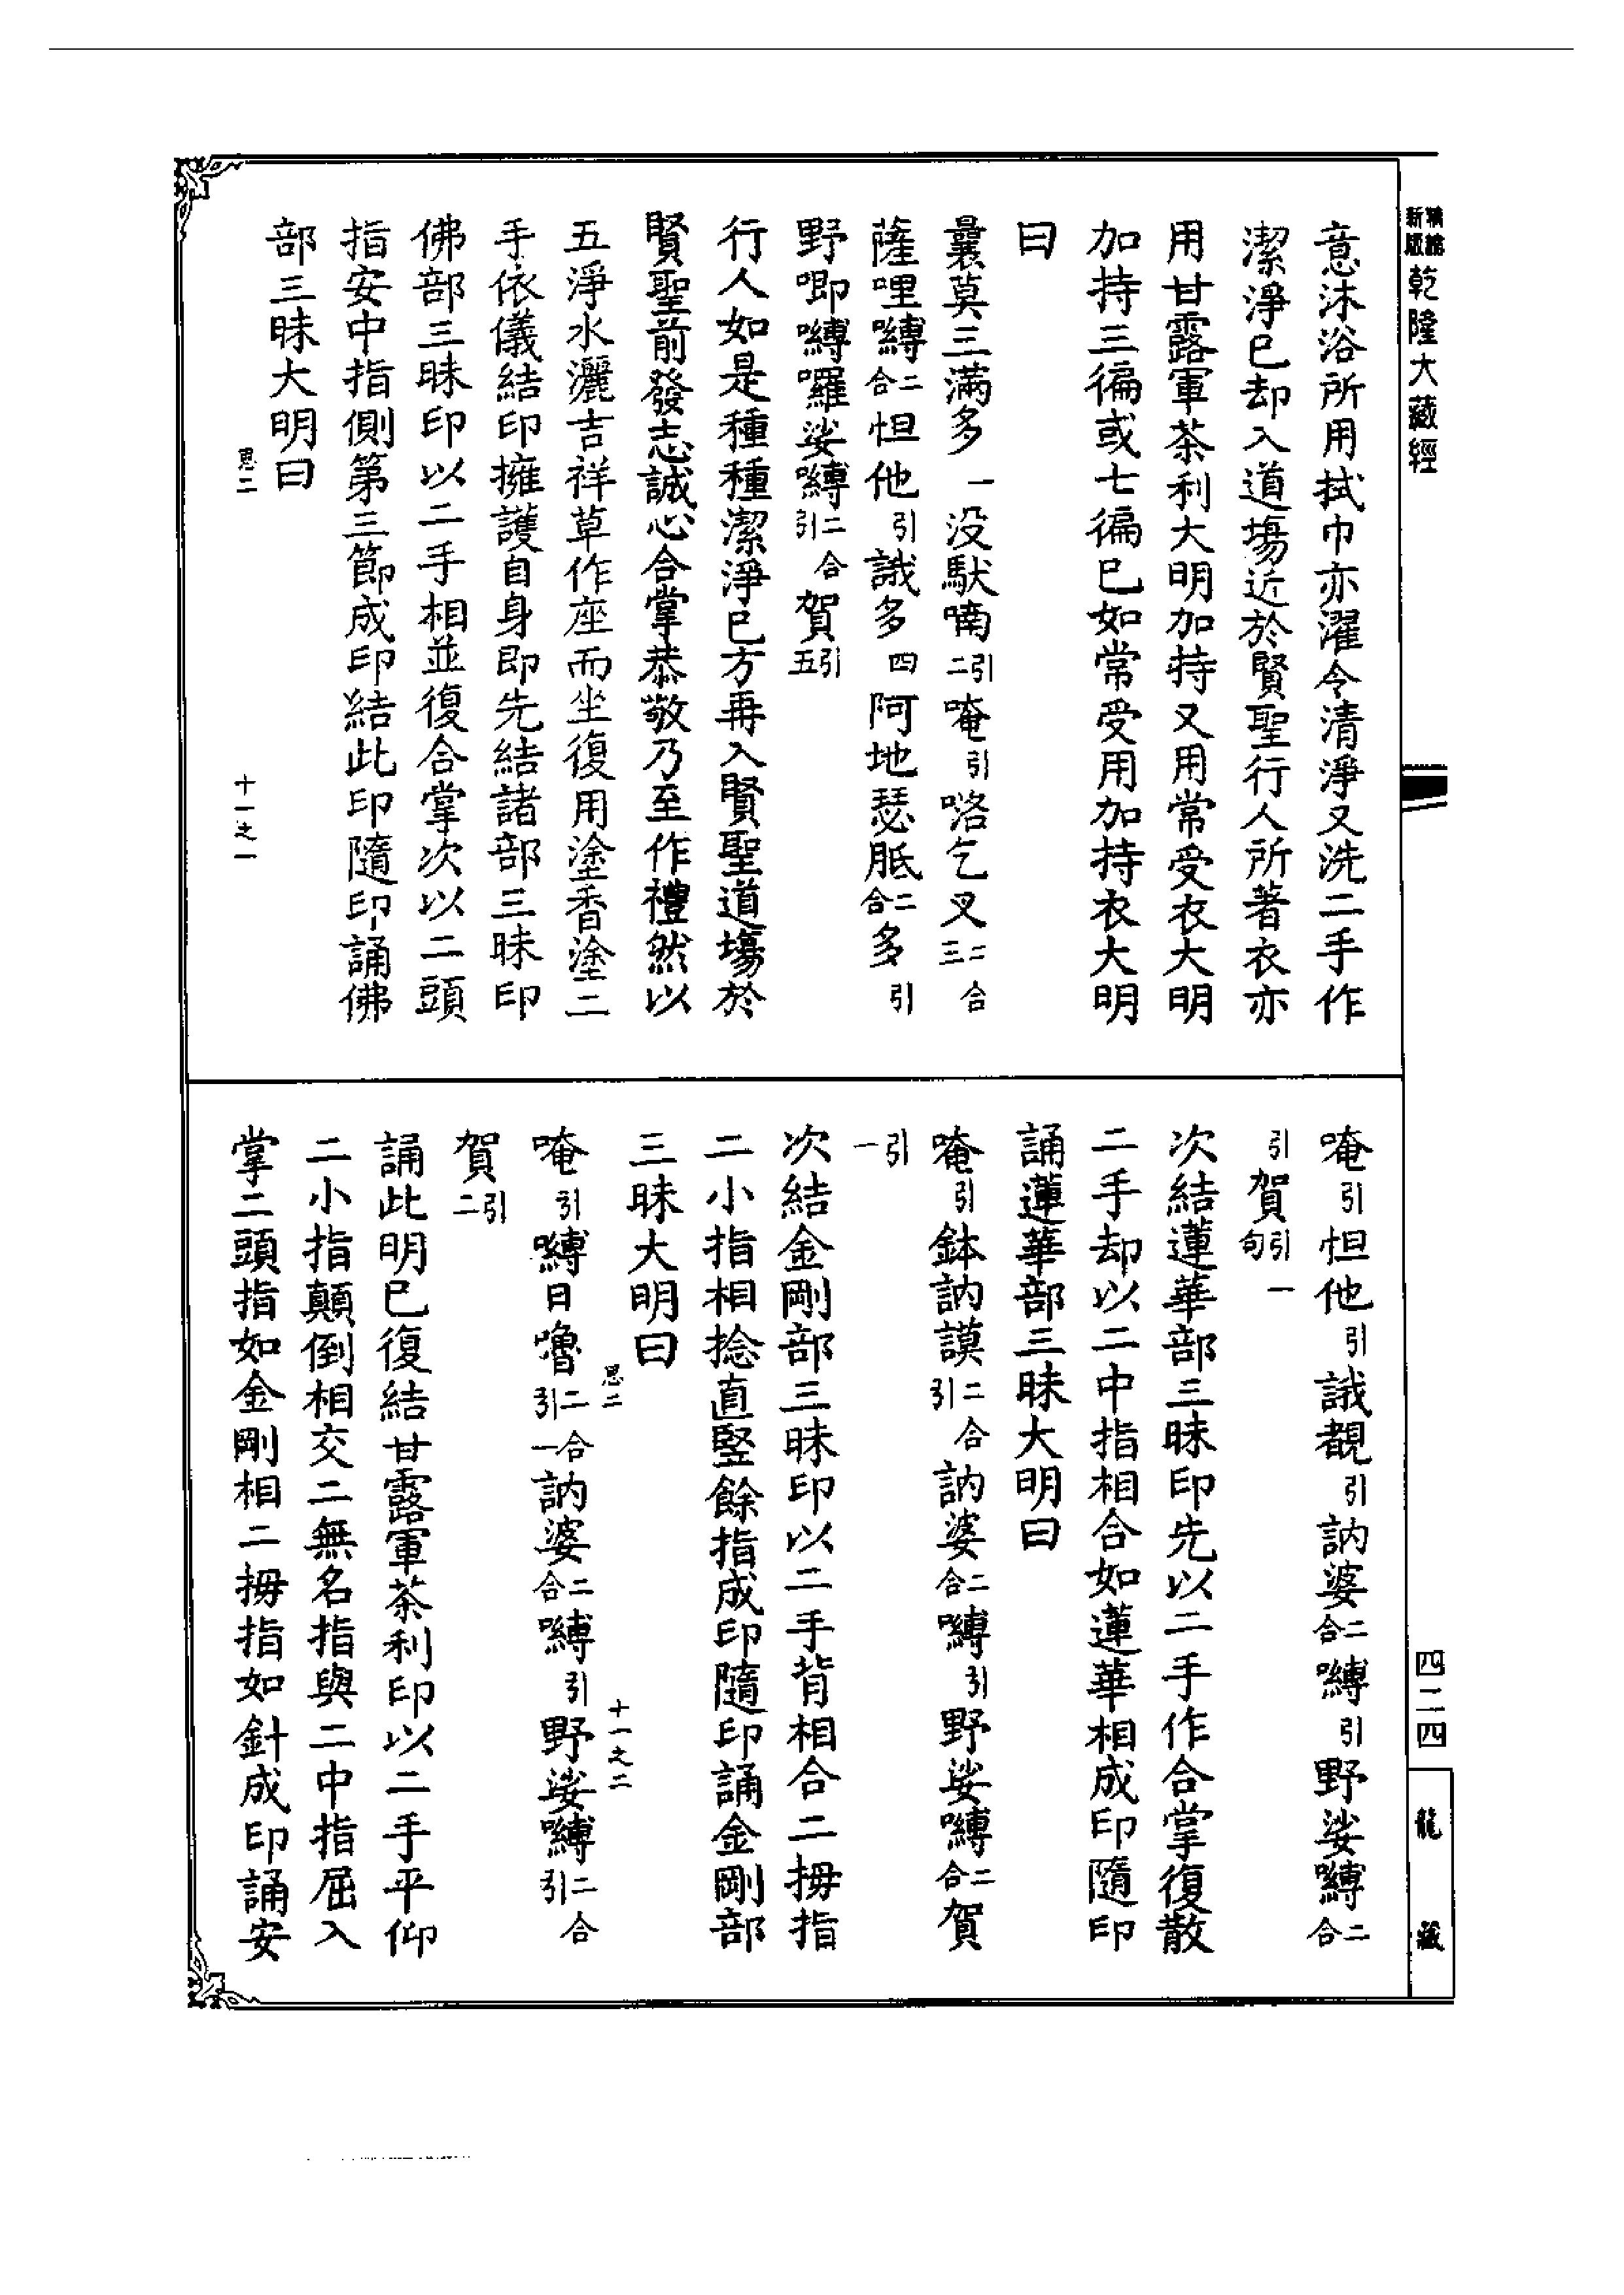 新版 精緻 乾隆大藏經
意沐浴所用拭巾亦濯令清淨又洗二手作
潔淨已却入道場近於賢聖行人所著衣亦
用甘露軍茶利大明加持又用常受衣大明
加持三徧或七徧已如常受用加持衣大明
曰
曩莫三滿多一没馱喃引二唵引咯乞叉二合三
薩哩嚩二合怛他引誐多四阿地瑟胝二合多引
野唧嚩囉娑嚩二合引賀引五
行人如是種種潔淨已方再入賢聖道塲於
賢聖前發志誠心合掌恭敬乃至作禮然以
五淨水灑吉祥草作座而坐復用塗香塗二
手依儀結印擁護自身即先結諸部三昧印
佛部三昧印以二手相並復合掌次以二頭
指安中指側第三節成印結此印隨印誦佛
部三昧大明曰
思二
十一之一
唵引怛他引誐覩引訥婆二合嚩引野娑嚩二合
引賀引一句
次結蓮華部三昧印先以二手作合掌復散
二手却以二中指相合如蓮華相成印隨印
誦蓮華部三昧大明曰
唵引鉢訥謨二合引訥婆二合嚩引野娑嚩二合賀
引一
次結金剛部三昧印以二手背相合二拇指
二小指相捻直竪餘指成印隨印誦金剛部
三昧大明曰
思二
十一之二
唵引嚩日嚕二合引一訥婆二合嚩引野娑嚩二合引
賀引二
誦此明已復結甘露軍茶利印以二手平仰
二小指顛倒相交二無名指與二中指屈入
掌二頭指如金剛相二拇指如針成印誦安
四二四
龍藏